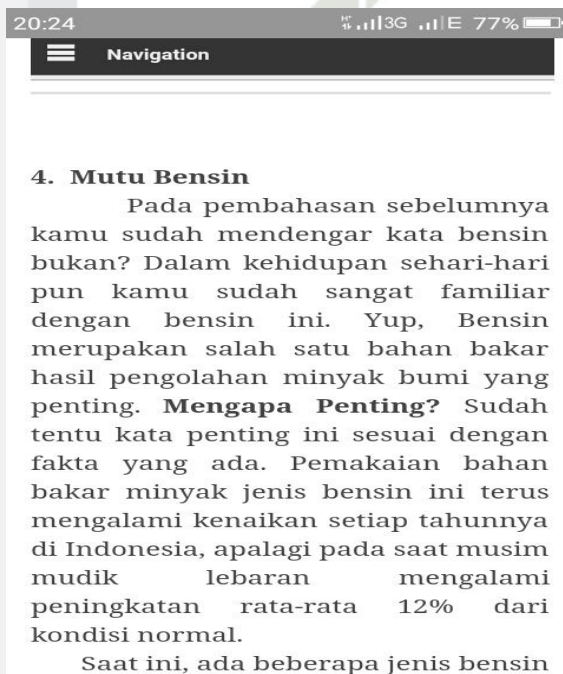 20:24
3G E 77%
Navigation
4. Mutu Bensin
Pada pembahasan sebelumnya
kamu sudah mendengar kata bensin
bukan? Dalam kehidupan sehari-hari
pun kamu sudah sangat familiar
dengan bensin ini. Yup, Bensin
merupakan salah satu bahan bakar
hasil pengolahan minyak bumi yang
penting. Mengapa Penting? Sudah
tentu kata penting ini sesuai dengan
fakta yang ada. Pemakaian bahan
bakar minyak jenis bensin ini terus
mengalami kenaikan setiap tahunnya
di Indonesia, apalagi pada saat musim
mudik lebaran mengalami
peningkatan rata-rata 12% dari
kondisi normal.
Saat ini, ada beberapa jenis bensin